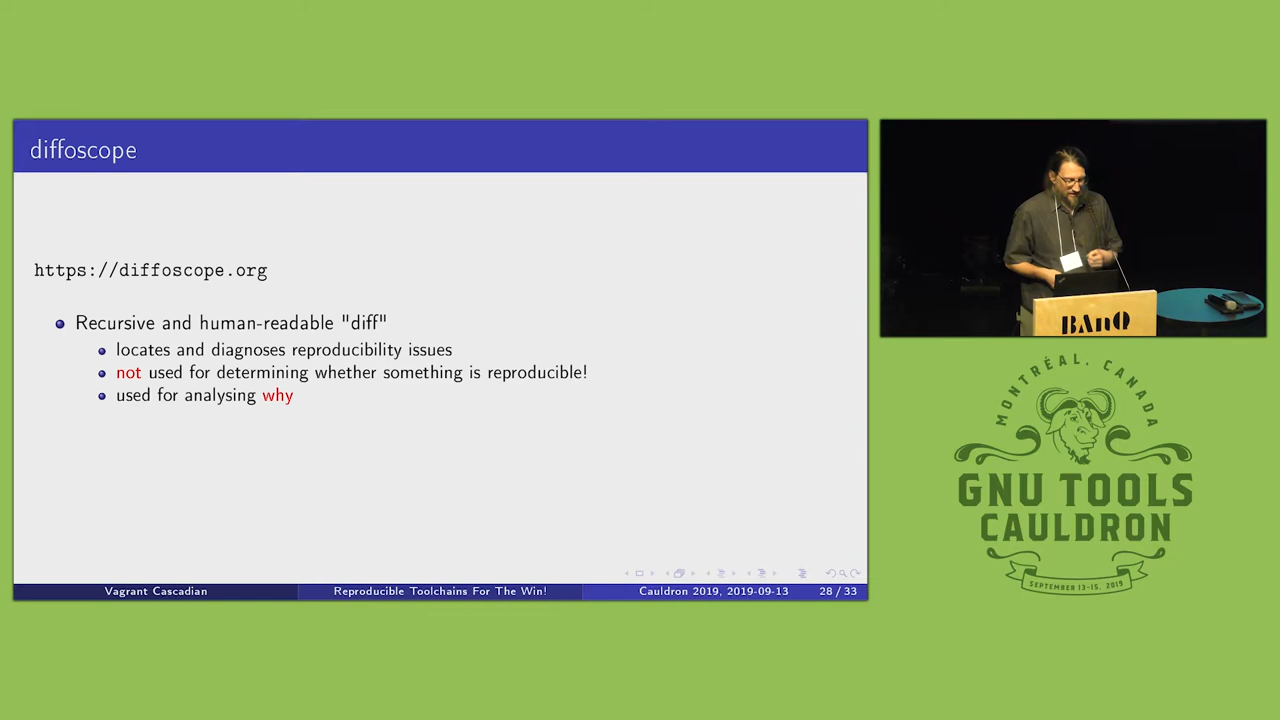 diffoscope
https://diffoscope.org
Recursive and human-readable "diff"
locates and diagnoses reproducibility issues
not used for determining whether something is reproducible!
used for analysing why
Vagrant Cascadian
Reproducible Toolchains For The Win!
Cauldron 2019, 2019-09-13
28 / 33
BAnQ
MONTRÉAL, CANADA
GNU TOOLS
CAULDRON
SEPTEMBER 13-15, 2019